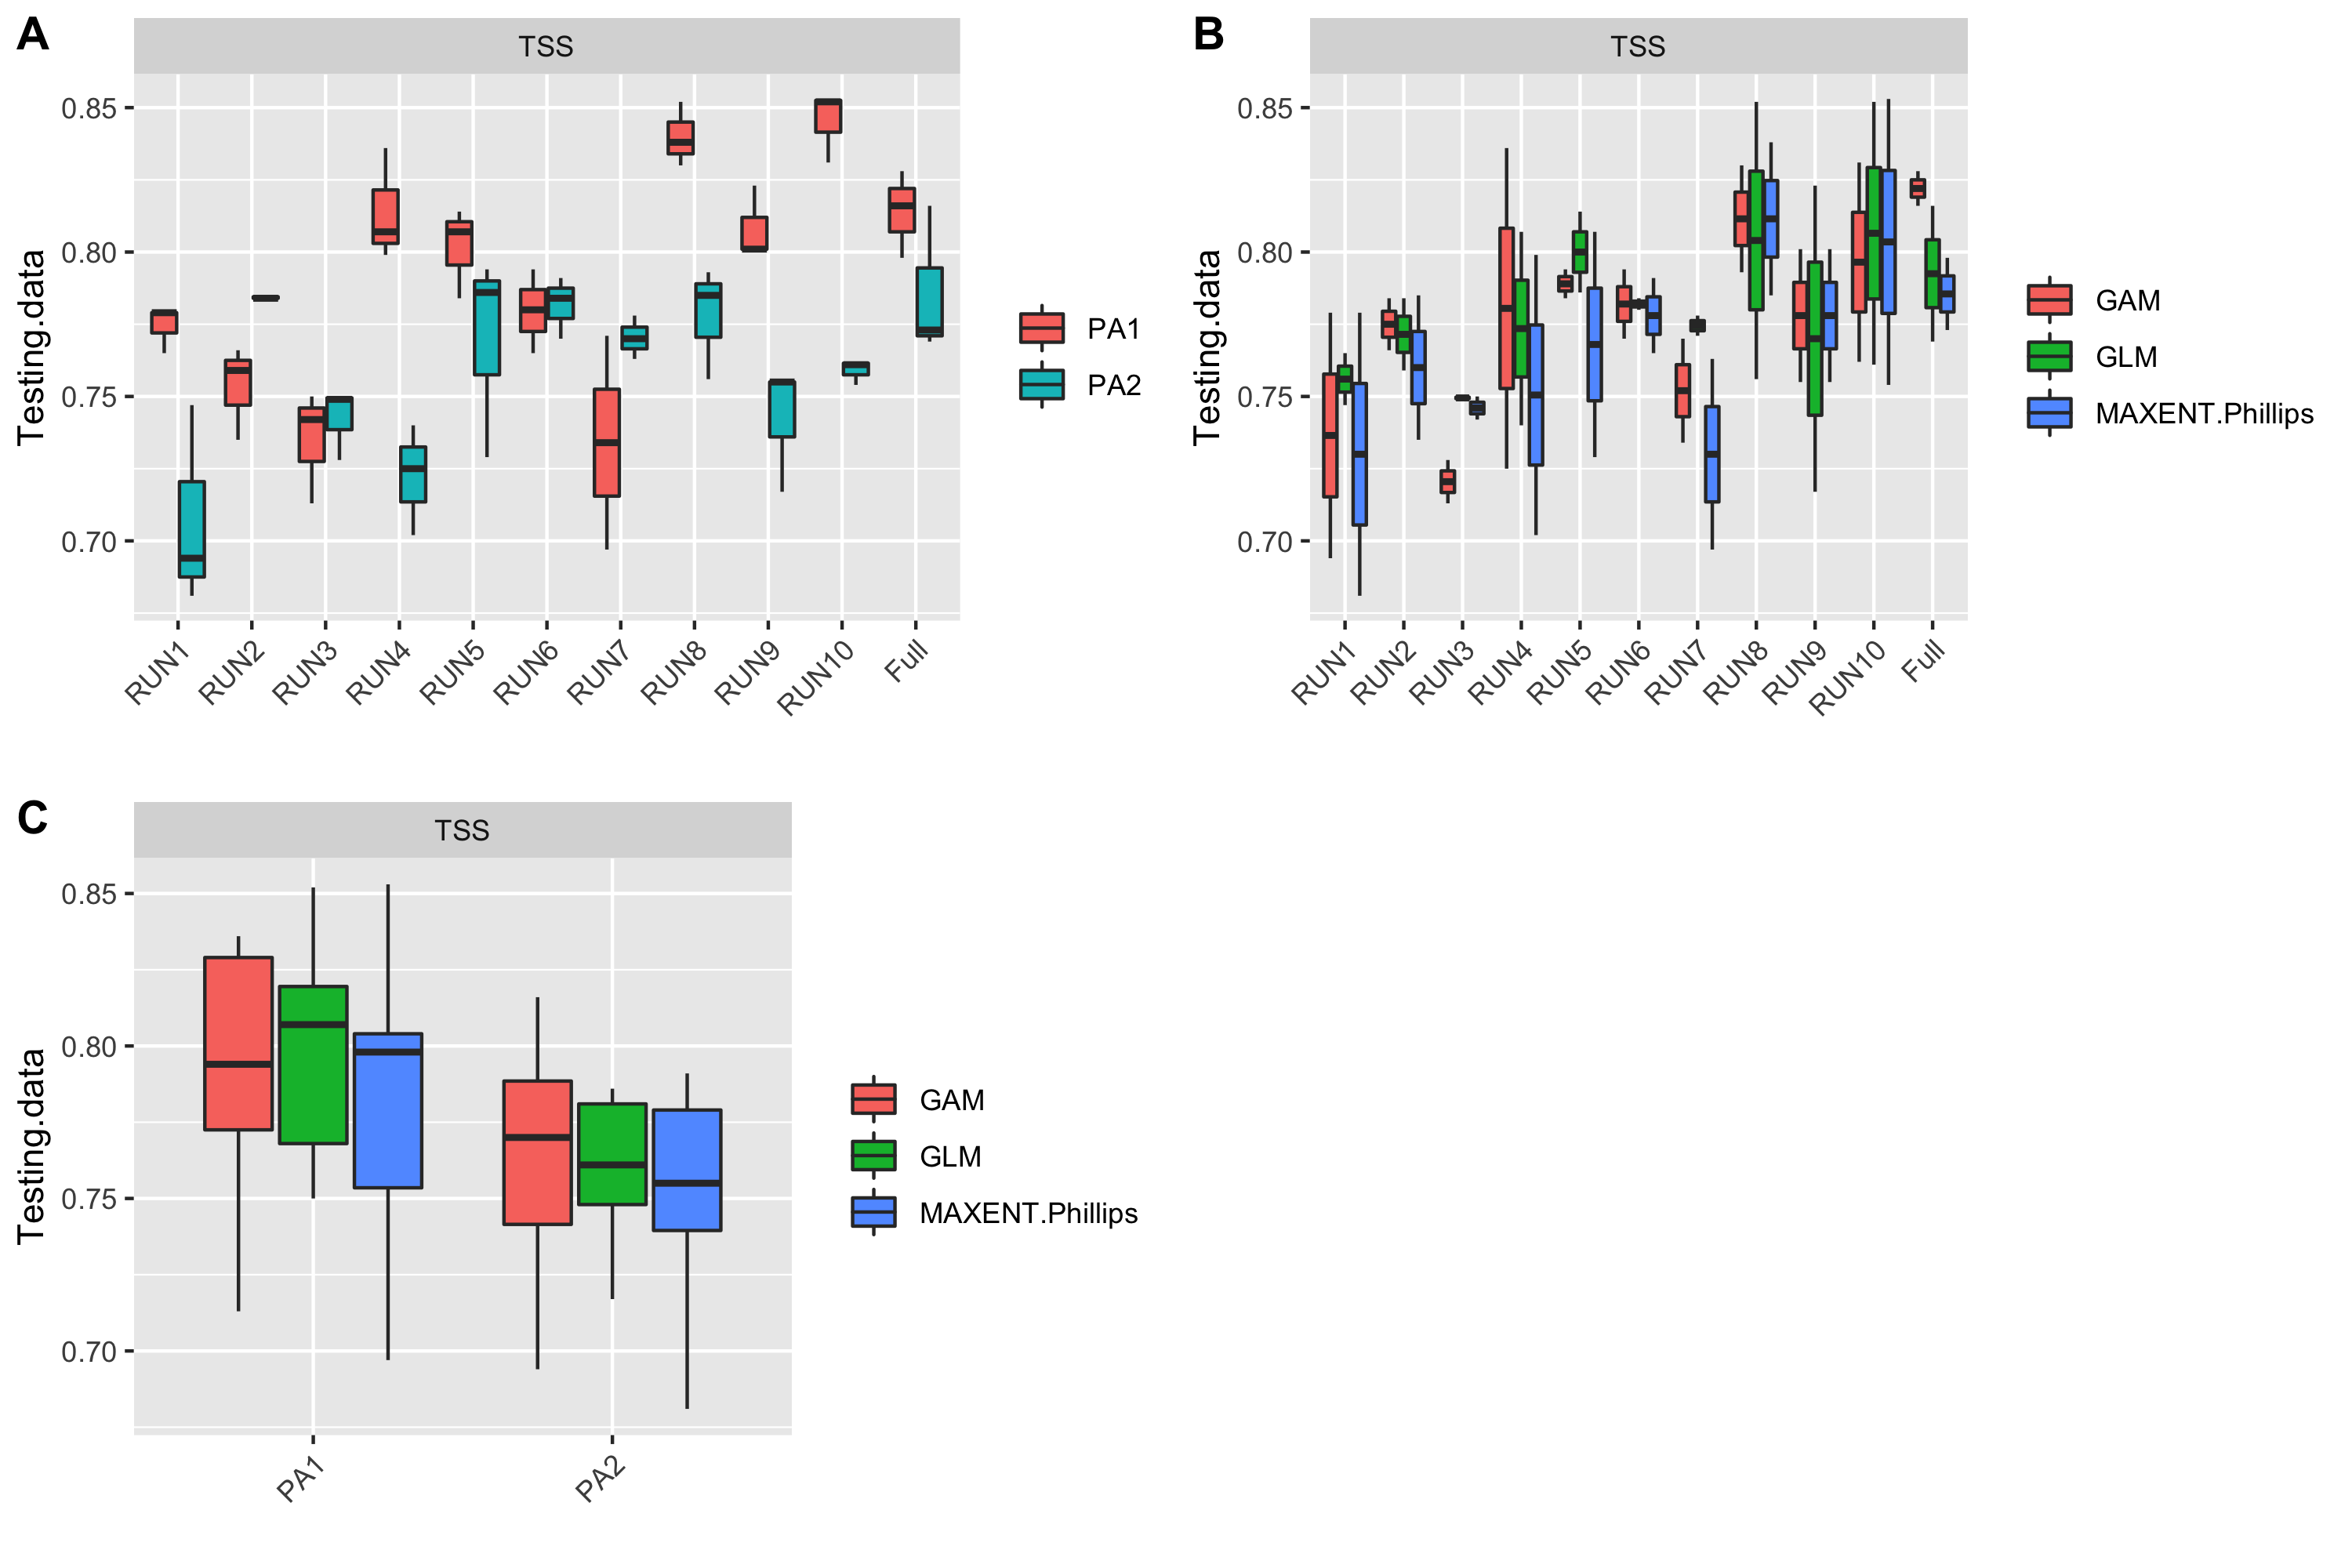 A
TSS
Testing.data
0.85
0.80
0.75
0.70
RUN1
RUN2
RUN3
RUN4
RUN5
RUN6
RUN7
RUN8
RUN9
RUN10
Full
PA1
PA2
B
TSS
Testing.data
0.85
0.80
0.75
0.70
RUN1
RUN2
RUN3
RUN4
RUN5
RUN6
RUN7
RUN8
RUN9
RUN10
Full
GAM
GLM
MAXENT.Phillips
C
TSS
Testing.data
0.85
0.80
0.75
0.70
PA1
PA2
GAM
GLM
MAXENT.Phillips